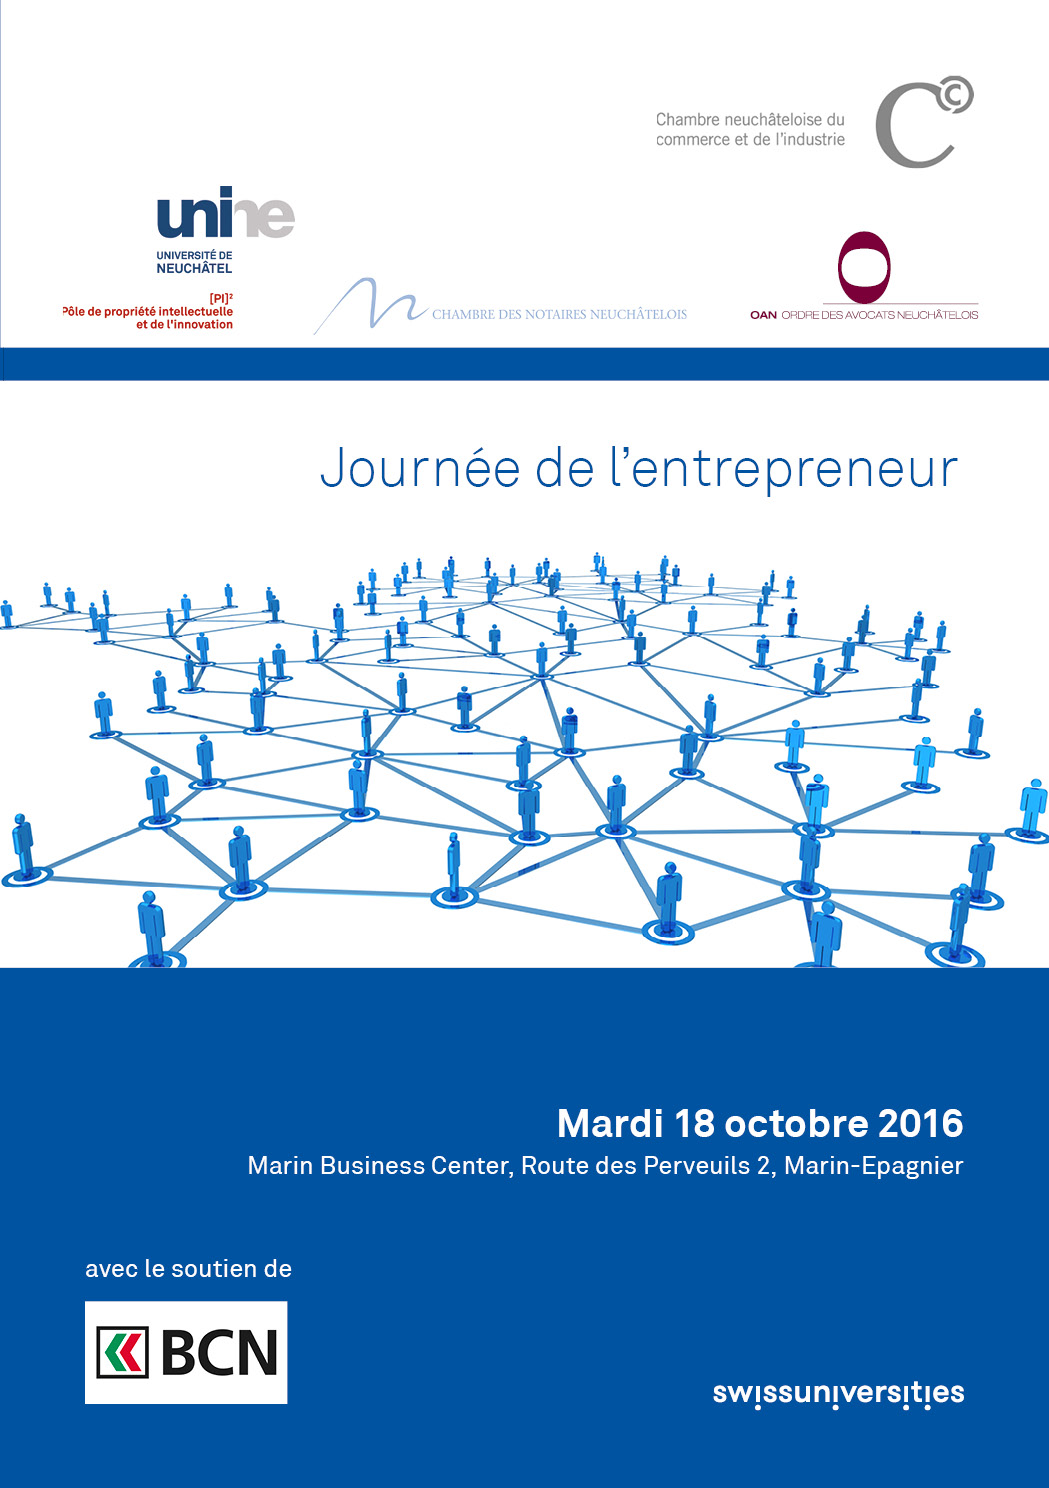 Chambre neuchâteloise du
commerce et de l'industrie
unine
UNIVERSITÉ DE
NEUCHÂTEL
[PI]²
Pôle de propriété intellectuelle
et de l'innovation
CHAMBRE DES NOTAIRES NEUCHÂTELOIS
OAN ORDRE DES AVOCATS NEUCHÂTELOIS
Journée de l'entrepreneur
Mardi 18 octobre 2016
Marin Business Center, Route des Perveuils 2, Marin-Epagnier
avec le soutien de
BCN
swissuniversities